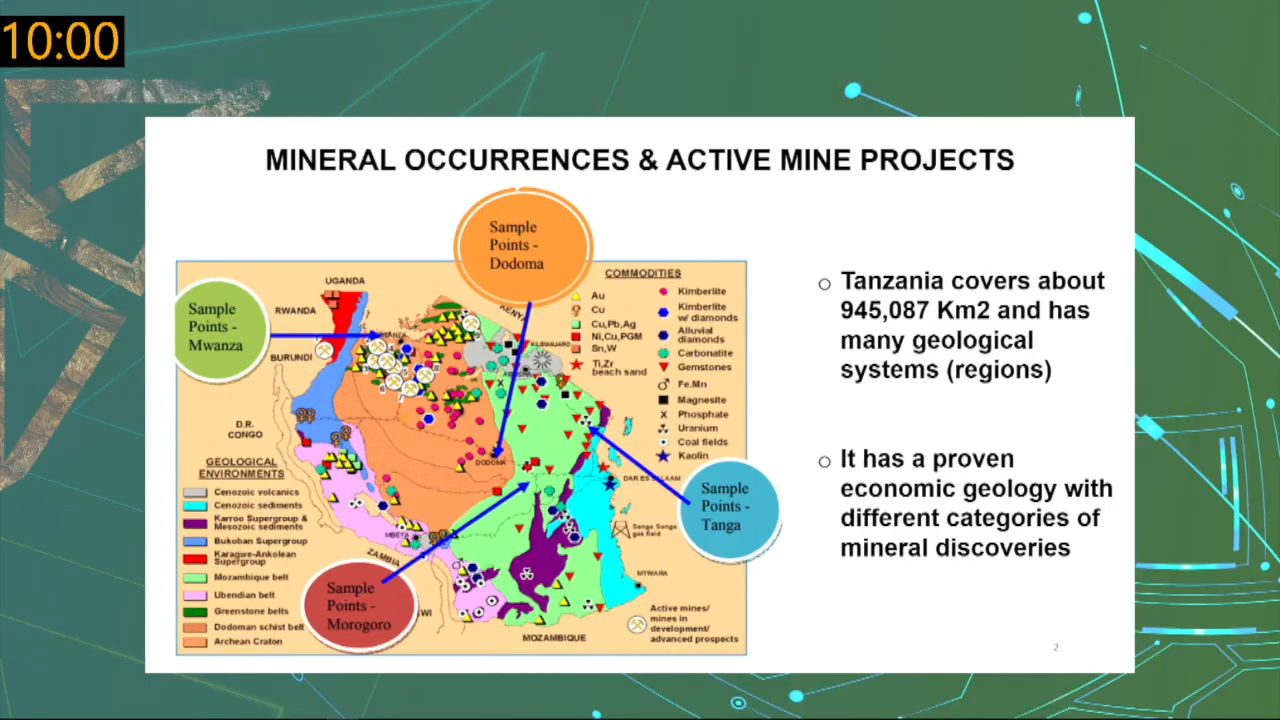 10:00
MINERAL OCCURRENCES & ACTIVE MINE PROJECTS
Sample
Points -
Dodoma
Sample
Points -
Mwanza
UGANDA
RWANDA
BURUNDI
KENYA
D.R.
CONGO
DODOMA
DAR ES SALAAM
Songo Songo
gas field
MBEYA
ZAMBIA
MTWARA
MOZAMBIQUE
COMMODITIES
Au
Cu
Cu,Pb,Ag
Ni,Cu,PGM
Sn,W
Ti,Zr
beach sand
Kimberlite
Kimberlite
w/ diamonds
Alluvial
diamonds
Carbonatite
Gemstones
Fe.Mn
Magnesite
Phosphate
Uranium
Coal fields
Kaolin
GEOLOGICAL
ENVIRONMENTS
Cenozoic volcanics
Cenozoic sediments
Karroo Supergroup &
Mesozoic sediments
Bukoban Supergroup
Karagwe-Ankolean
Supergroup
Mozambique belt
Ubendian belt
Greenstone belts
Dodoman schist belt
Archean Craton
Sample
Points -
Tanga
Sample
Points -
Morogoro
WI
Active mines/
mines in
development/
advanced prospects
Tanzania covers about
945,087 Km2 and has
many geological
systems (regions)
It has a proven
economic geology with
different categories of
mineral discoveries
2